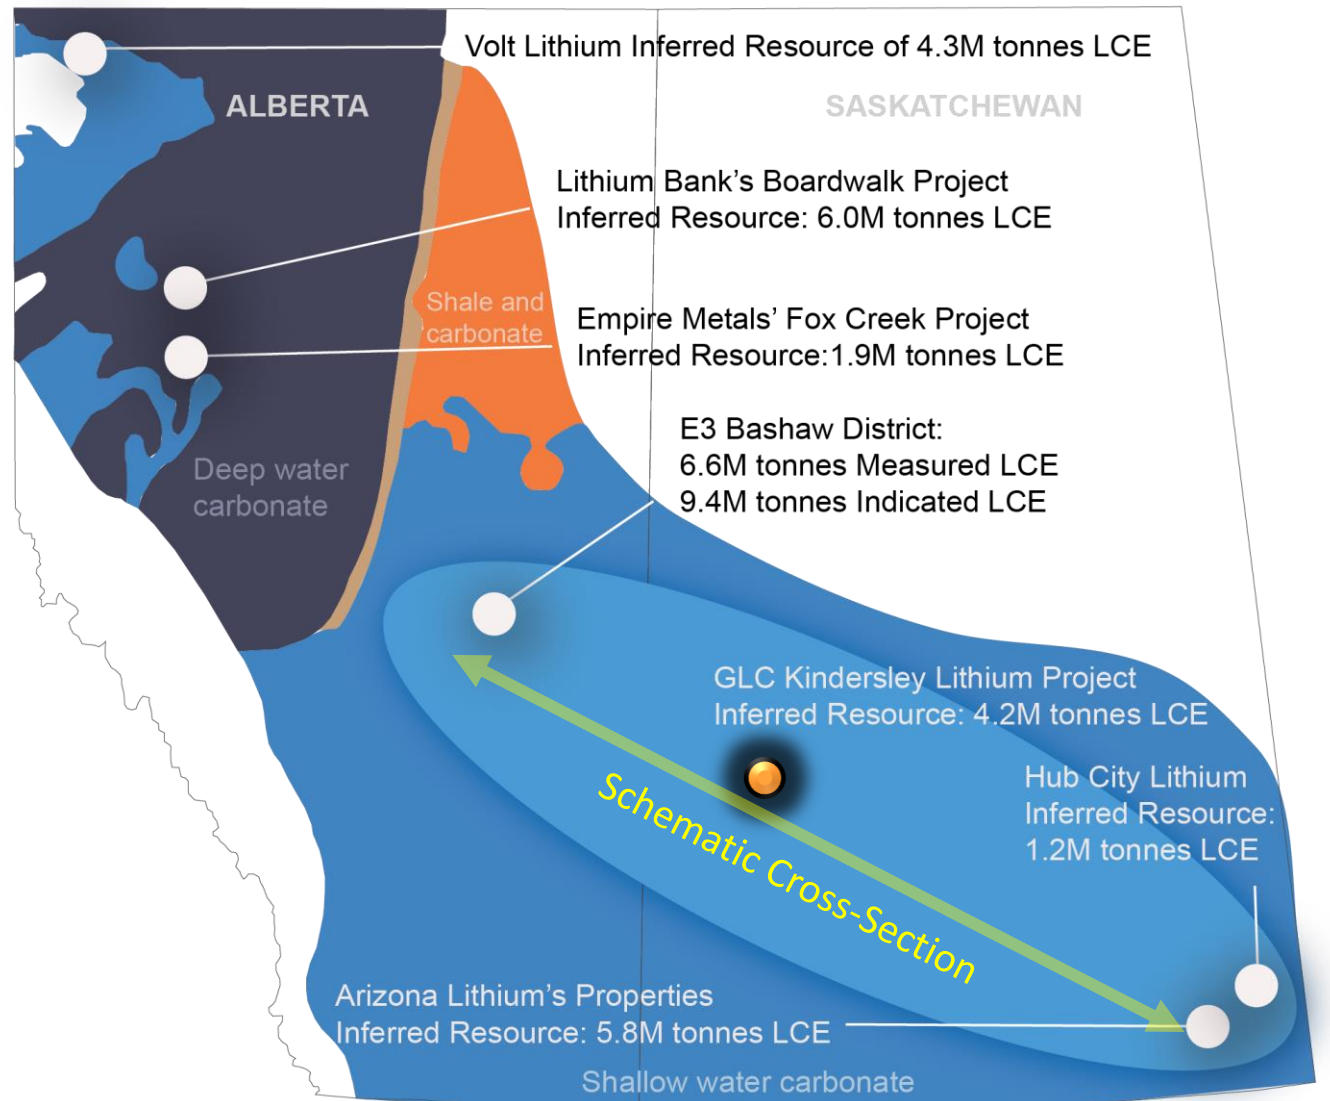 Volt Lithium Inferred Resource of 4.3M tonnes LCE
ALBERTA
SASKATCHEWAN
Lithium Bank's Boardwalk Project
Inferred Resource: 6.0M tonnes LCE
Shale and
carbonate
Empire Metals' Fox Creek Project
Inferred Resource:1.9M tonnes LCE
E3 Bashaw District:
6.6M tonnes Measured LCE
9.4M tonnes Indicated LCE
Deep water
carbonate
GLC Kindersley Lithium Project
Inferred Resource: 4.2M tonnes LCE
Hub City Lithium
Inferred Resource:
1.2M tonnes LCE
Schematic Cross-Section
Arizona Lithium's Properties
Inferred Resource: 5.8M tonnes LCE
Shallow water carbonate